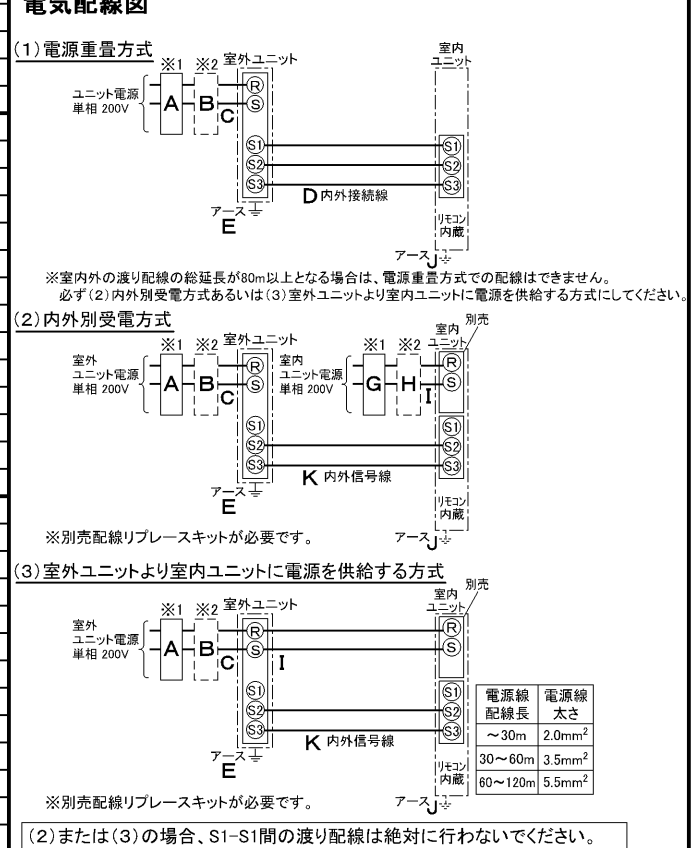 電気配線図
(1)電源重畳方式
※1 ※2 室外ユニット
室内
ユニット
ユニット電源
単相 200V
A B C
R
S
S1 S1
S2 S2
S3 S3
D 内外接続線
アース
E
リモコン
内蔵
アース J
※室内外の渡り配線の総延長が80m以上となる場合は、電源重畳方式での配線はできません。
必ず(2)内外別受電方式あるいは(3)室外ユニットより室内ユニットに電源を供給する方式にしてください。
(2)内外別受電方式
※1 ※2 室外ユニット ※1 ※2 室内
ユニット
別売
室外
ユニット電源
単相 200V
A B C
R
S
室内
ユニット電源
単相 200V
G H I
R
S
S1 S1
S2 S2
S3 S3
K 内外信号線
アース
E
リモコン
内蔵
※別売配線リプレースキットが必要です。
アース J
(3)室外ユニットより室内ユニットに電源を供給する方式
※1 ※2 室外ユニット
室内
ユニット
別売
室外
ユニット電源
単相 200V
A B C
R R
S S
I
S1 S1
S2 S2
S3 S3
K 内外信号線
アース
E
リモコン
内蔵
電源線 電源線
配線長 太さ
～30m 2.0mm²
30～60m 3.5mm²
60～120m 5.5mm²
※別売配線リプレースキットが必要です。
アース J
(2)または(3)の場合、S1-S1間の渡り配線は絶対に行わないでください。